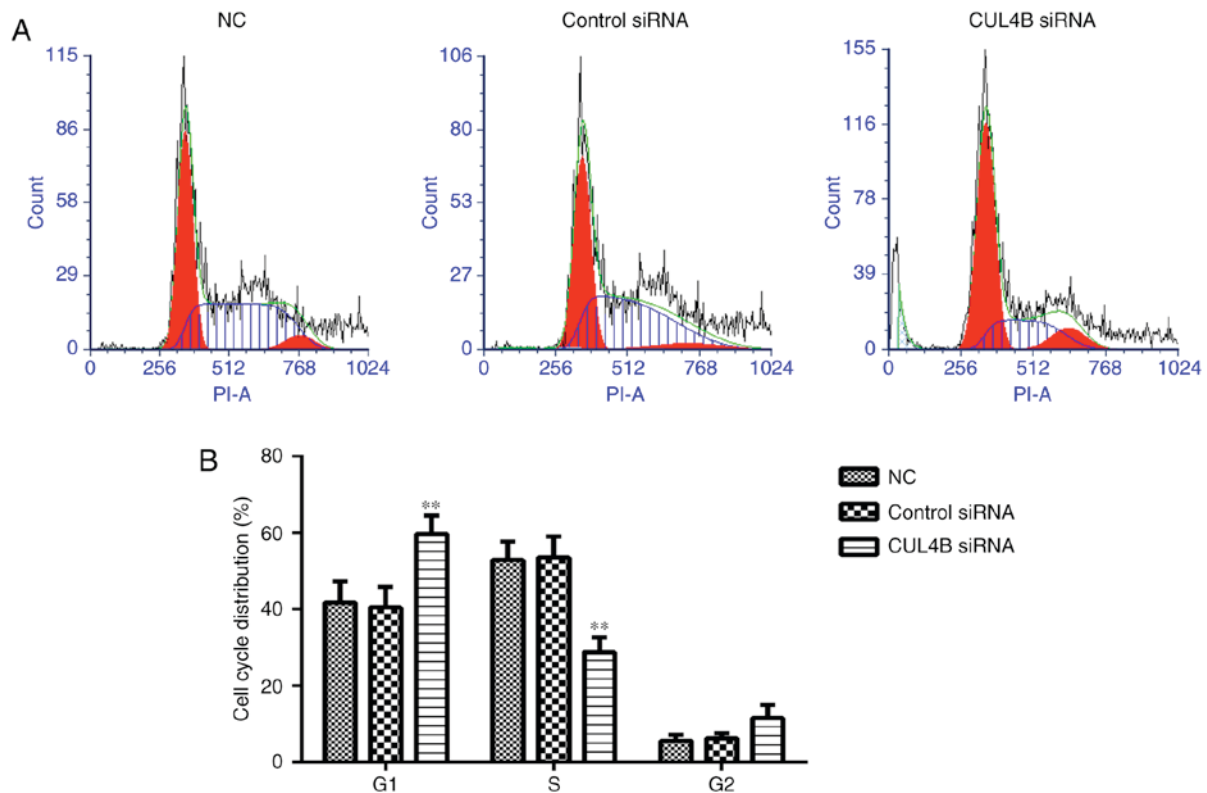 A
NC
Control siRNA
CUL4B siRNA
115
86
58
29
0
Count
0 256 512 768 1024
PI-A
106
80
53
27
0
Count
0 256 512 768 1024
PI-A
155
116
78
39
0
Count
0 256 512 768 1024
PI-A
B
80
60
40
20
0
Cell cycle distribution (%)
**
**
G1 S G2
NC
Control siRNA
CUL4B siRNA